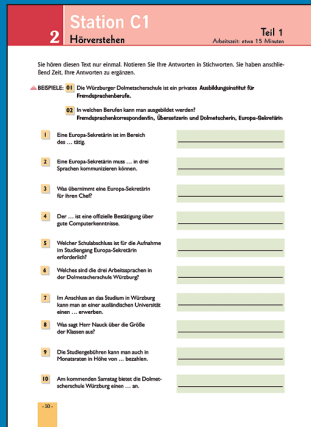 Station C1
2 Hörverstehen
Teil 1
Arbeitszeit: etwa 15 Minuten
Sie hören diesen Text nur einmal. Notieren Sie Ihre Antworten in Stichworten. Sie haben anschlie-
ßend Zeit, Ihre Antworten zu ergänzen.
BEISPIELE: 01 Die Würzburger Dolmetscherschule ist ein privates Ausbildungsinstitut für
Fremdsprachenberufe.
02 In welchen Berufen kann man ausgebildet werden?
Fremdsprachenkorrespondentin, Übersetzerin und Dolmetscherin, Europa-Sekretärin
1 Eine Europa-Sekretärin ist im Bereich
des ... tätig.
2 Eine Europa-Sekretärin muss ... in drei
Sprachen kommunizieren können.
3 Was übernimmt eine Europa-Sekretärin
für ihren Chef?
4 Der ... ist eine offizielle Bestätigung über
gute Computerkenntnisse.
5 Welcher Schulabschluss ist für die Aufnahme
im Studiengang Europa-Sekretärin
erforderlich?
6 Welches sind die drei Arbeitssprachen in
der Dolmetscherschule Würzburg?
7 Im Anschluss an das Studium in Würzburg
kann man an einer ausländischen Universität
einen ... erwerben.
8 Was sagt Herr Nauck über die Größe
der Klassen aus?
9 Die Studiengebühren kann man auch in
Monatsraten in Höhe von ... bezahlen.
10 Am kommenden Samstag bietet die Dolmet-
scherschule Würzburg einen ... an.
- 30 -